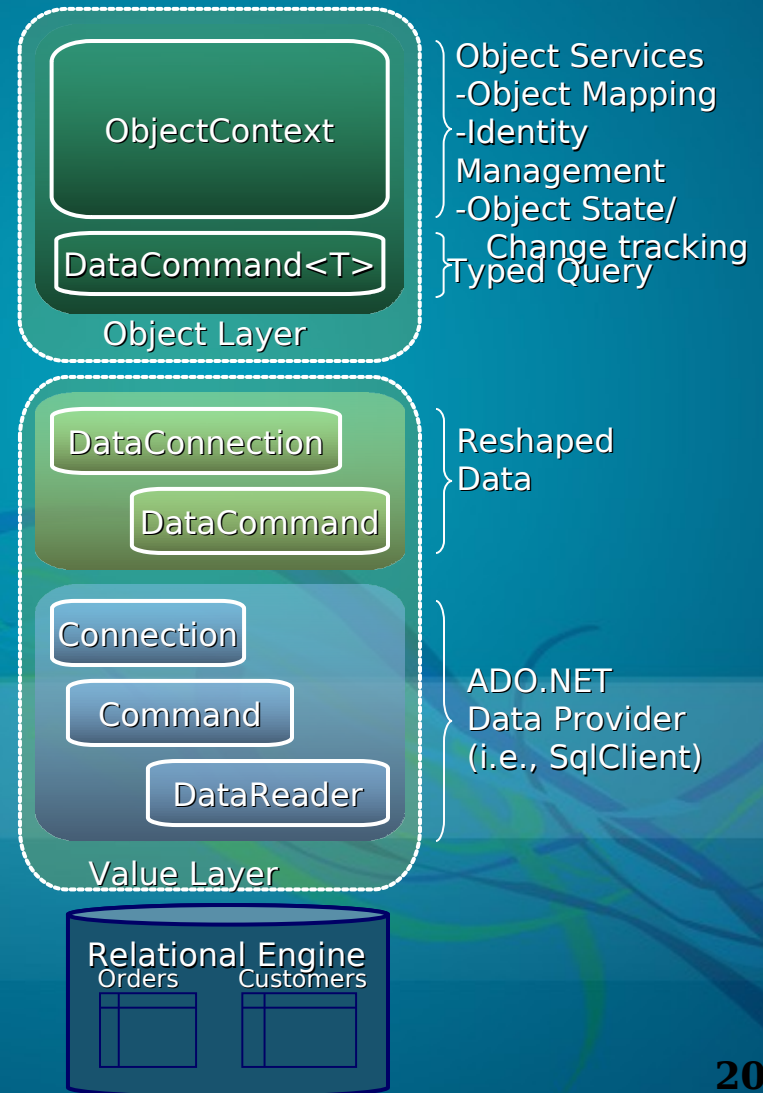 ObjectContext
Object Services
-Object Mapping
-Identity
Management
-Object State/
Change tracking
DataCommand<T>
Typed Query
Object Layer
DataConnection
DataCommand
Reshaped
Data
Connection
Command
DataReader
ADO.NET
Data Provider
(i.e., SqlClient)
Value Layer
Relational Engine
Orders
Customers
20